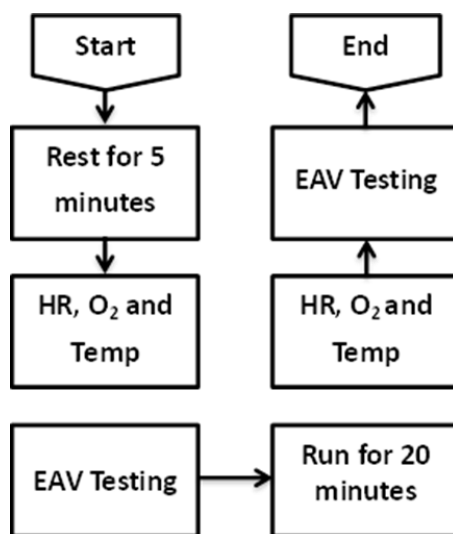 Start
Rest for 5
minutes
HR, O₂ and
Temp
EAV Testing
Run for 20
minutes
HR, O₂ and
Temp
EAV Testing
End